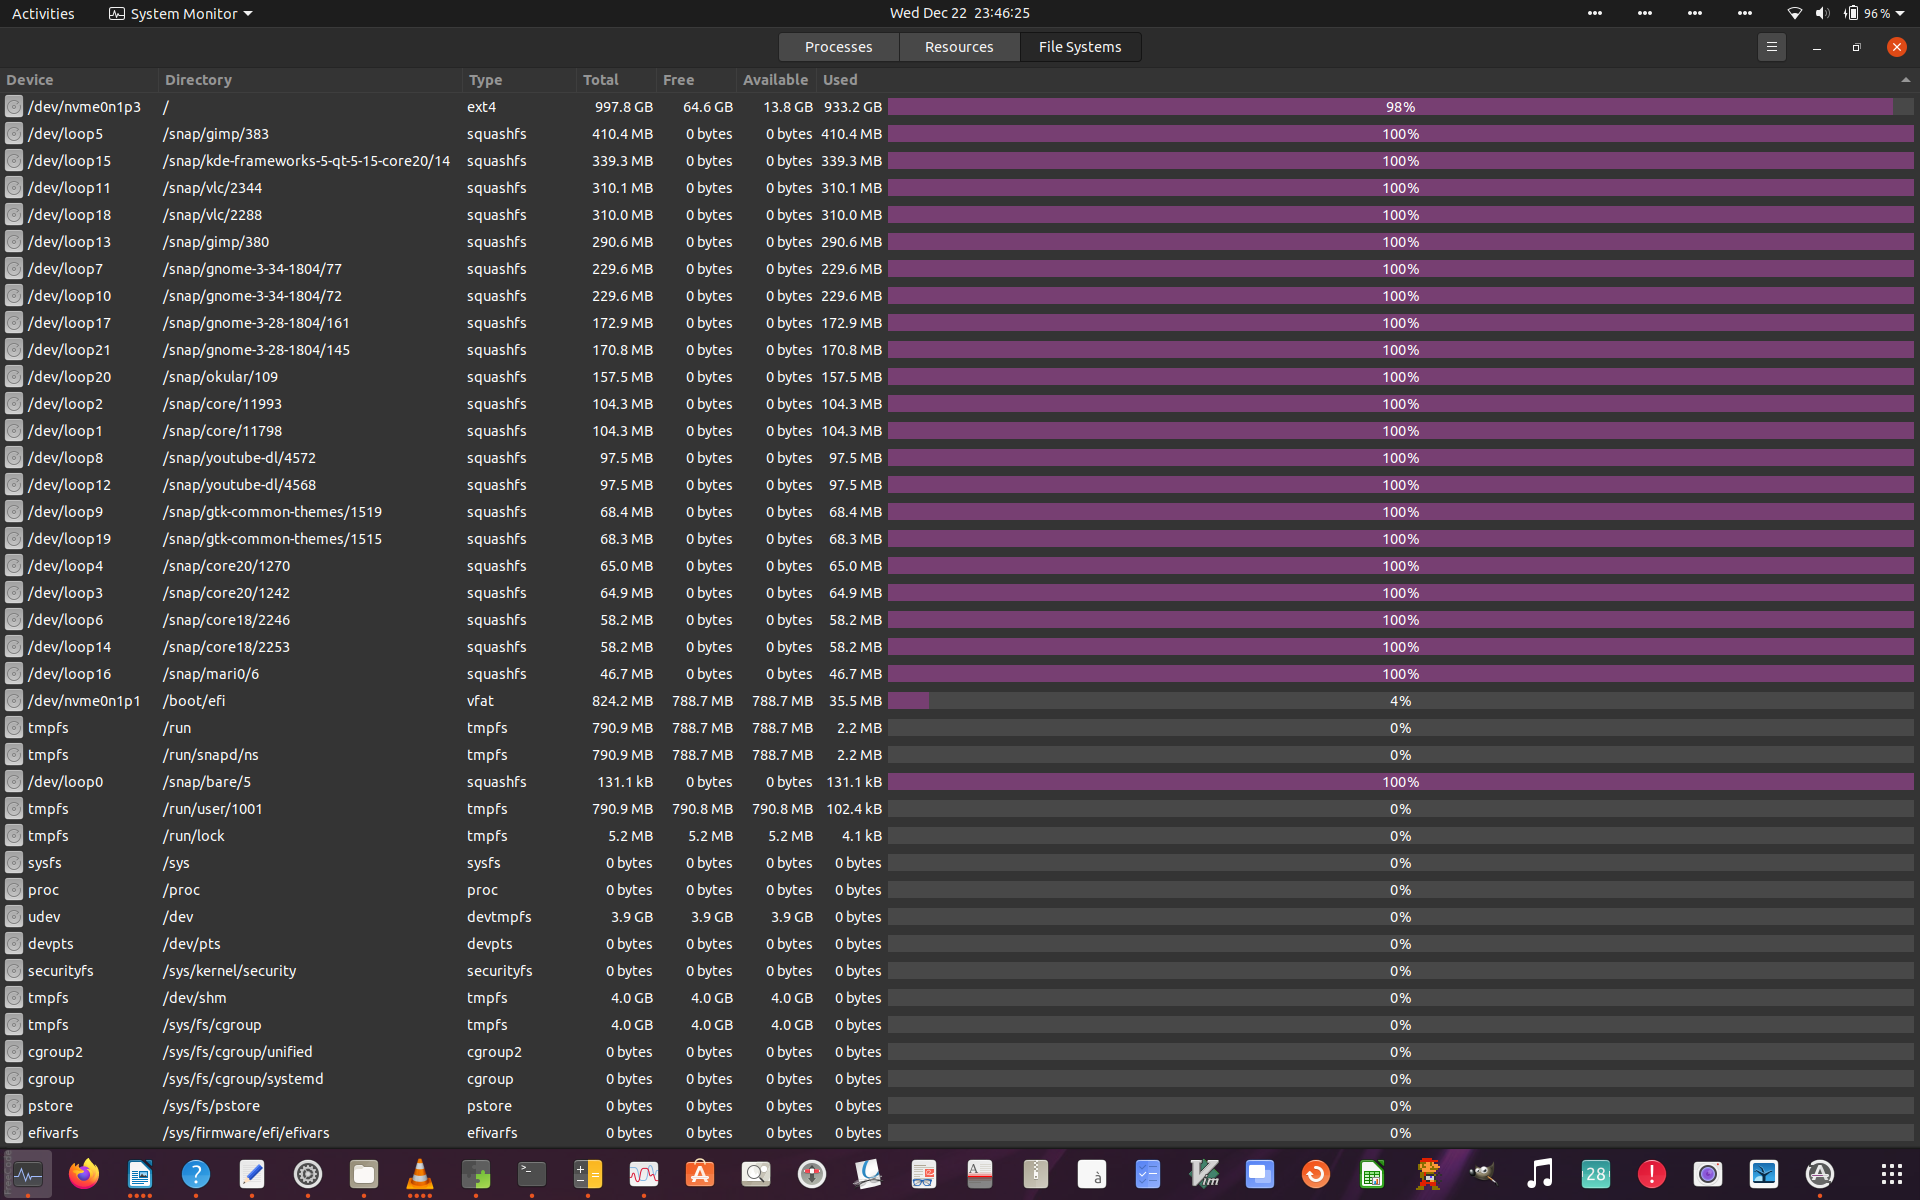 Activities System Monitor Wed Dec 22 23:46:25 96%
Processes Resources File Systems
Device Directory Type Total Free Available Used
/dev/nvme0n1p3 / ext4 997.8 GB 64.6 GB 13.8 GB 933.2 GB 98%
/dev/loop5 /snap/gimp/383 squashfs 410.4 MB 0 bytes 0 bytes 410.4 MB 100%
/dev/loop15 /snap/kde-frameworks-5-qt-5-15-core20/14 squashfs 339.3 MB 0 bytes 0 bytes 339.3 MB 100%
/dev/loop11 /snap/vlc/2344 squashfs 310.1 MB 0 bytes 0 bytes 310.1 MB 100%
/dev/loop18 /snap/vlc/2288 squashfs 310.0 MB 0 bytes 0 bytes 310.0 MB 100%
/dev/loop13 /snap/gimp/380 squashfs 290.6 MB 0 bytes 0 bytes 290.6 MB 100%
/dev/loop7 /snap/gnome-3-34-1804/77 squashfs 229.6 MB 0 bytes 0 bytes 229.6 MB 100%
/dev/loop10 /snap/gnome-3-34-1804/72 squashfs 229.6 MB 0 bytes 0 bytes 229.6 MB 100%
/dev/loop17 /snap/gnome-3-28-1804/161 squashfs 172.9 MB 0 bytes 0 bytes 172.9 MB 100%
/dev/loop21 /snap/gnome-3-28-1804/145 squashfs 170.8 MB 0 bytes 0 bytes 170.8 MB 100%
/dev/loop20 /snap/okular/109 squashfs 157.5 MB 0 bytes 0 bytes 157.5 MB 100%
/dev/loop2 /snap/core/11993 squashfs 104.3 MB 0 bytes 0 bytes 104.3 MB 100%
/dev/loop1 /snap/core/11798 squashfs 104.3 MB 0 bytes 0 bytes 104.3 MB 100%
/dev/loop8 /snap/youtube-dl/4572 squashfs 97.5 MB 0 bytes 0 bytes 97.5 MB 100%
/dev/loop12 /snap/youtube-dl/4568 squashfs 97.5 MB 0 bytes 0 bytes 97.5 MB 100%
/dev/loop9 /snap/gtk-common-themes/1519 squashfs 68.4 MB 0 bytes 0 bytes 68.4 MB 100%
/dev/loop19 /snap/gtk-common-themes/1515 squashfs 68.3 MB 0 bytes 0 bytes 68.3 MB 100%
/dev/loop4 /snap/core20/1270 squashfs 65.0 MB 0 bytes 0 bytes 65.0 MB 100%
/dev/loop3 /snap/core20/1242 squashfs 64.9 MB 0 bytes 0 bytes 64.9 MB 100%
/dev/loop6 /snap/core18/2246 squashfs 58.2 MB 0 bytes 0 bytes 58.2 MB 100%
/dev/loop14 /snap/core18/2253 squashfs 58.2 MB 0 bytes 0 bytes 58.2 MB 100%
/dev/loop16 /snap/mari0/6 squashfs 46.7 MB 0 bytes 0 bytes 46.7 MB 100%
/dev/nvme0n1p1 /boot/efi vfat 824.2 MB 788.7 MB 788.7 MB 35.5 MB 4%
tmpfs /run tmpfs 790.9 MB 788.7 MB 788.7 MB 2.2 MB 0%
tmpfs /run/snapd/ns tmpfs 790.9 MB 788.7 MB 788.7 MB 2.2 MB 0%
/dev/loop0 /snap/bare/5 squashfs 131.1 kB 0 bytes 0 bytes 131.1 kB 100%
tmpfs /run/user/1001 tmpfs 790.9 MB 790.8 MB 790.8 MB 102.4 kB 0%
tmpfs /run/lock tmpfs 5.2 MB 5.2 MB 5.2 MB 4.1 kB 0%
sysfs /sys sysfs 0 bytes 0 bytes 0 bytes 0 bytes 0%
proc /proc proc 0 bytes 0 bytes 0 bytes 0 bytes 0%
udev /dev devtmpfs 3.9 GB 3.9 GB 3.9 GB 0 bytes 0%
devpts /dev/pts devpts 0 bytes 0 bytes 0 bytes 0 bytes 0%
securityfs /sys/kernel/security securityfs 0 bytes 0 bytes 0 bytes 0 bytes 0%
tmpfs /dev/shm tmpfs 4.0 GB 4.0 GB 4.0 GB 0 bytes 0%
tmpfs /sys/fs/cgroup tmpfs 4.0 GB 4.0 GB 4.0 GB 0 bytes 0%
cgroup2 /sys/fs/cgroup/unified cgroup2 0 bytes 0 bytes 0 bytes 0 bytes 0%
cgroup /sys/fs/cgroup/systemd cgroup 0 bytes 0 bytes 0 bytes 0 bytes 0%
pstore /sys/fs/pstore pstore 0 bytes 0 bytes 0 bytes 0 bytes 0%
efivarfs /sys/firmware/efi/efivars efivarfs 0 bytes 0 bytes 0 bytes 0 bytes 0%
A à Vim 28